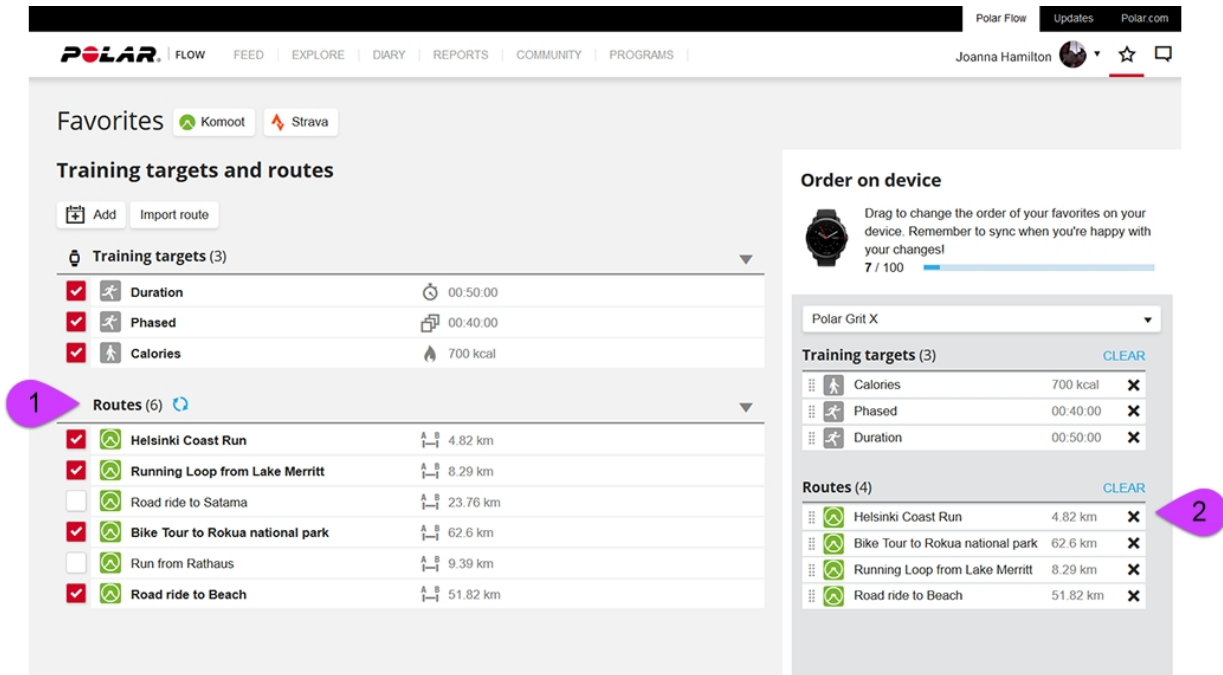 Polar Flow Updates Polar.com
POLAR. FLOW FEED EXPLORE DIARY REPORTS COMMUNITY PROGRAMS Joanna Hamilton
Favorites Komoot Strava
Training targets and routes
Add Import route
Training targets (3)
Duration 00:50:00
Phased 00:40:00
Calories 700 kcal
1
Routes (6)
Helsinki Coast Run A B 4.82 km
Running Loop from Lake Merritt A B 8.29 km
Road ride to Satama A B 23.76 km
Bike Tour to Rokua national park A B 62.6 km
Run from Rathaus A B 9.39 km
Road ride to Beach A B 51.82 km
Order on device
Drag to change the order of your favorites on your
device. Remember to sync when you're happy with
your changes!
7 / 100
Polar Grit X
Training targets (3) CLEAR
Calories 700 kcal
Phased 00:40:00
Duration 00:50:00
Routes (4) CLEAR
Helsinki Coast Run 4.82 km
2
Bike Tour to Rokua national park 62.6 km
Running Loop from Lake Merritt 8.29 km
Road ride to Beach 51.82 km